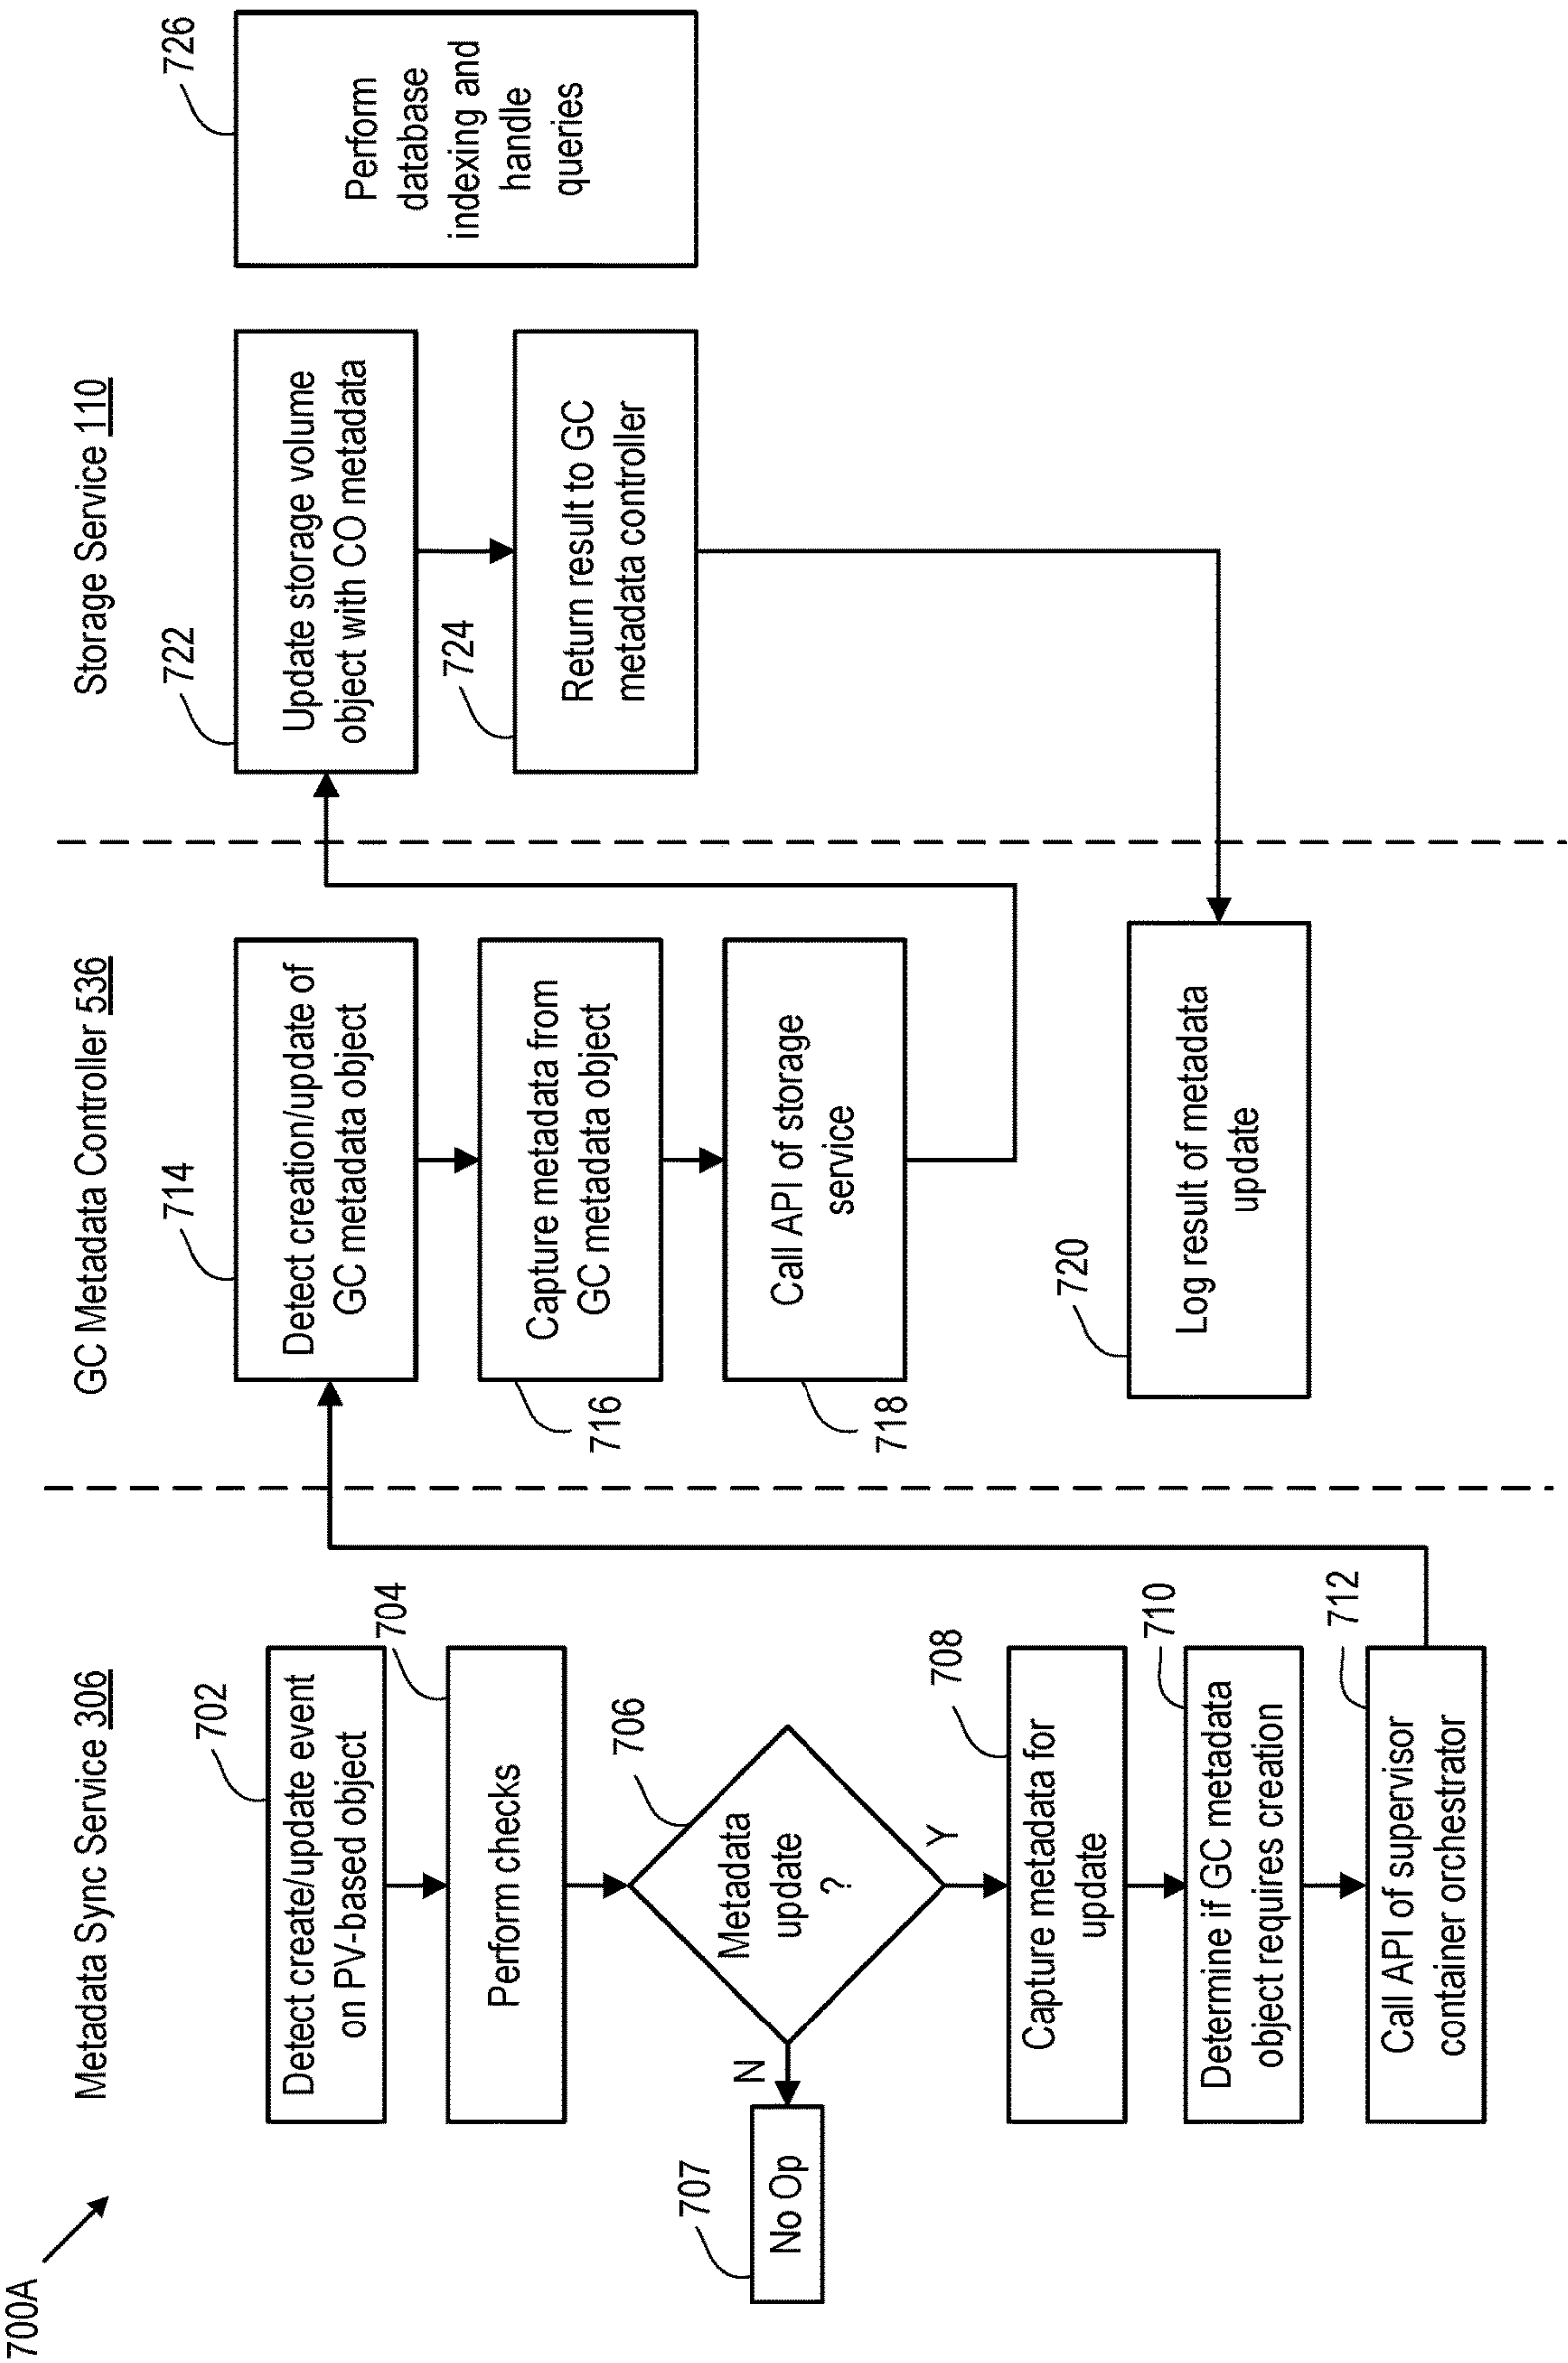 700A
Metadata Sync Service 306
702
Detect create/update event
on PV-based object
704
Perform checks
706
Metadata
update
?
N
707
No Op
Y
708
Capture metadata for
update
710
Determine if GC metadata
object requires creation
712
Call API of supervisor
container orchestrator
GC Metadata Controller 536
714
Detect creation/update of
GC metadata object
716
Capture metadata from
GC metadata object
718
Call API of storage
service
720
Log result of metadata
update
Storage Service 110
722
Update storage volume
object with CO metadata
724
Return result to GC
metadata controller
726
Perform
database
indexing and
handle
queries